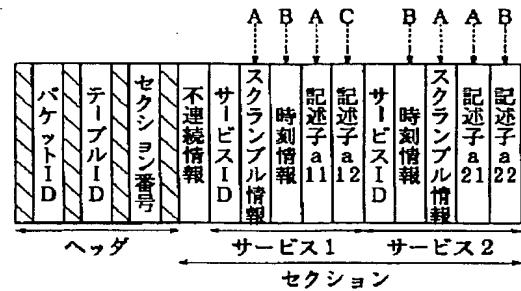 A B A C B A A B
パケットID
テーブルID
セクション番号
不連続情報
サービスID
スクランブル情報
時刻情報
記述子a11
記述子a12
サービスID
時刻情報
スクランブル情報
記述子a21
記述子a22
ヘッダ サービス1 サービス2
セクション